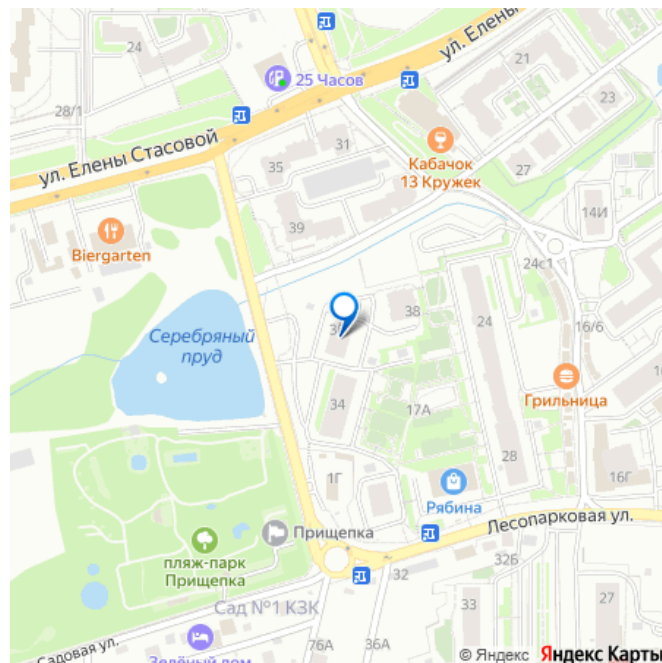 24
28/1
25 Часов
ул. Елены
21
23
ул. Елены Стасовой
35
31
Кабачок
13 Кружек
27
14И
39
Biergarten
24с1
Серебряный
пруд
38
24
16/6
34
17А
Грильница
28
1Г
Рябина
16Г
Прищепка
Лесопарковая ул.
пляж-парк
Прищепка
32
32Б
Сад №1 КЗК
33
27
Садовая ул.
76А
36А
Зелёный дом
© Яндекс Яндекс Карты